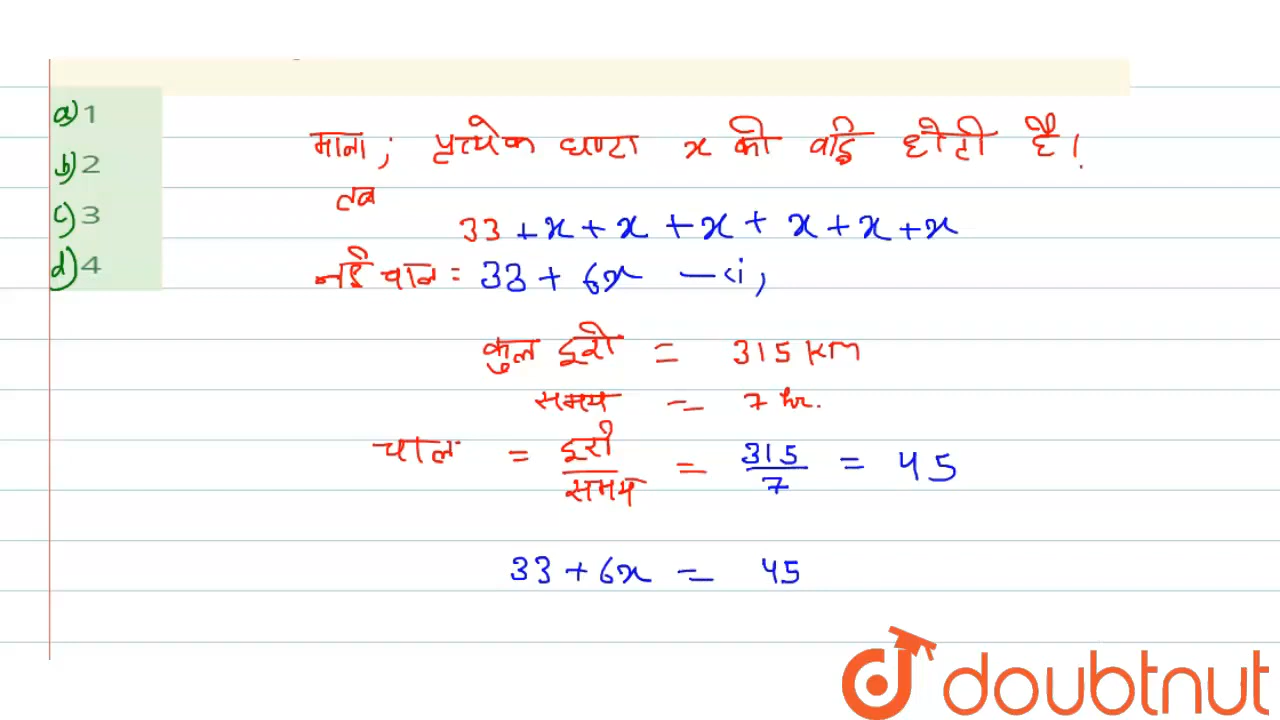 a) 1
b) 2
c) 3
d) 4
माना ; प्रत्येक घण्टा x की वृद्धि होती है।
तब
33 + x + x + x + x + x + x
नई चाल = 33 + 6x — (i)
कुल दूरी = 315 km
समय = 7 hr.
चाल = दूरी/समय = 315/7 = 45
33 + 6x = 45
doubtnut